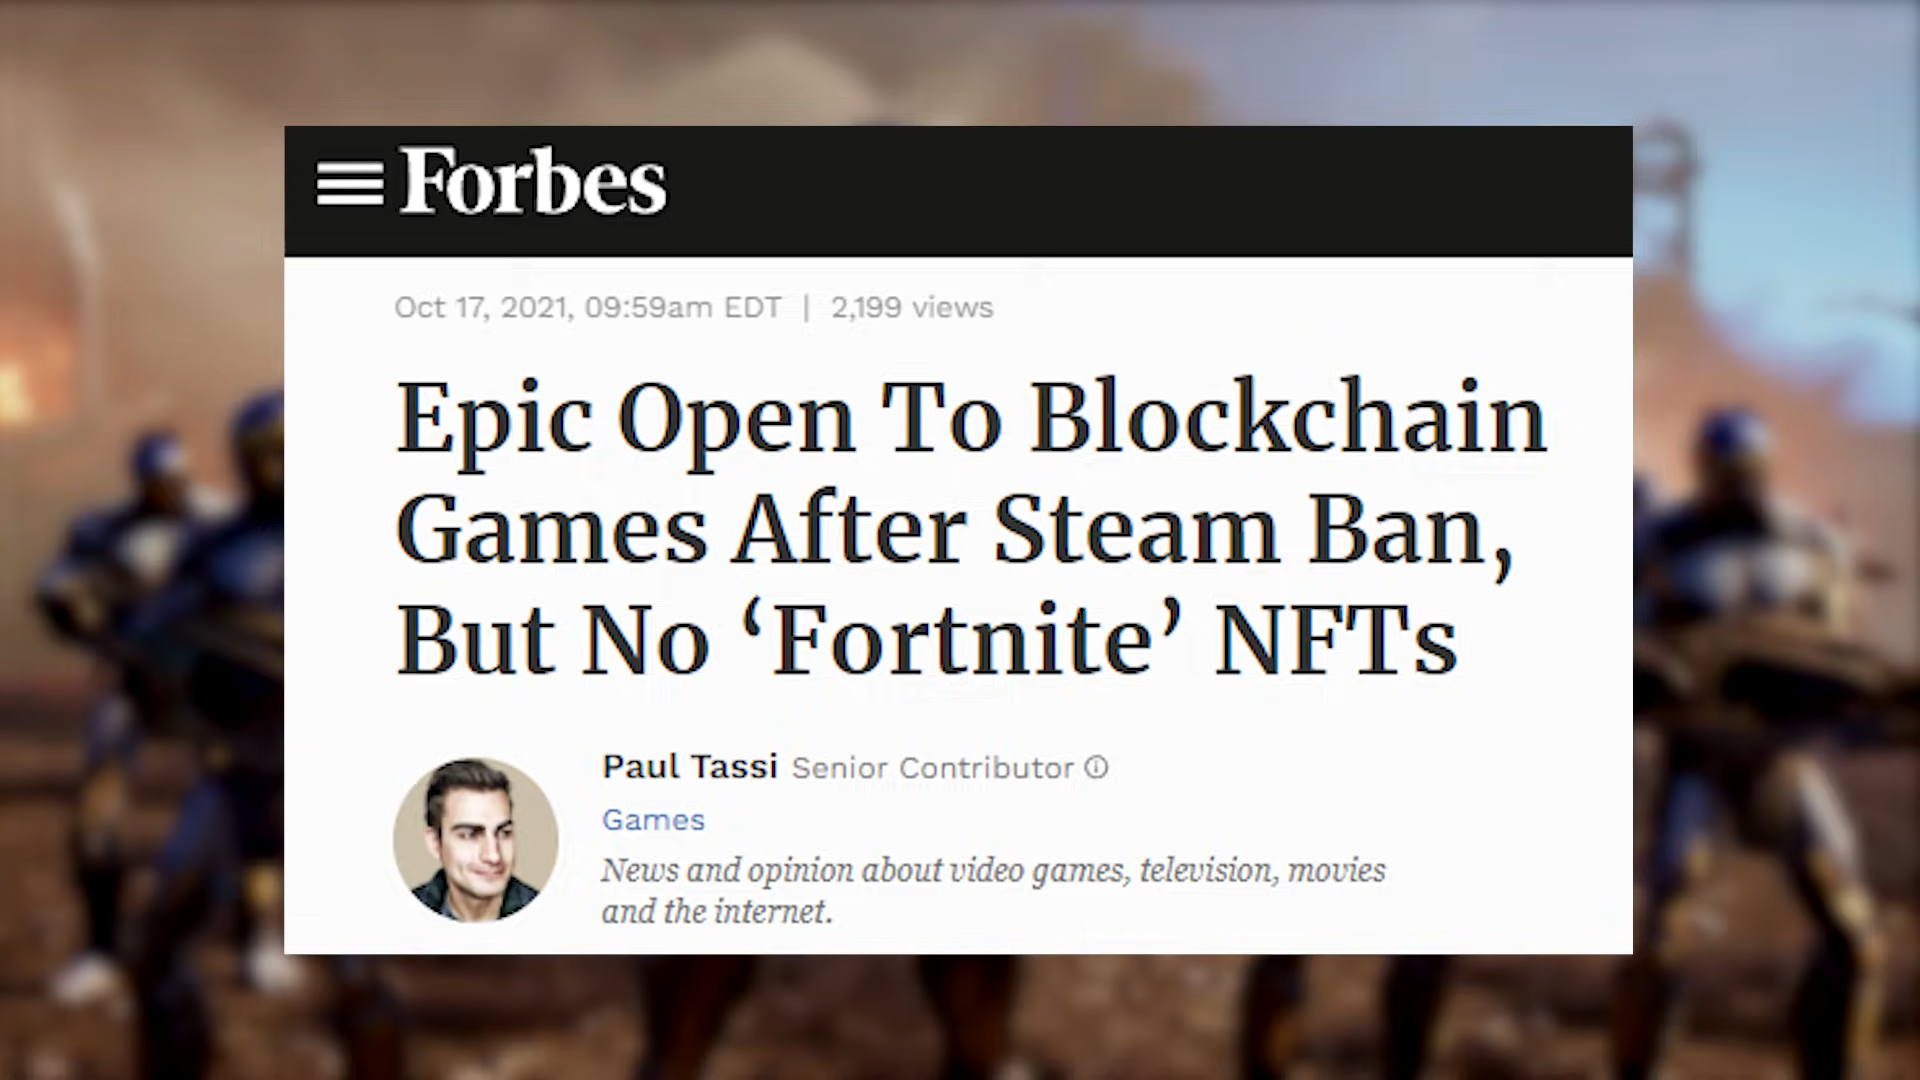 Forbes
Oct 17, 2021, 09:59am EDT | 2,199 views
Epic Open To Blockchain
Games After Steam Ban,
But No ‘Fortnite’ NFTs
Paul Tassi Senior Contributor
Games
News and opinion about video games, television, movies
and the internet.